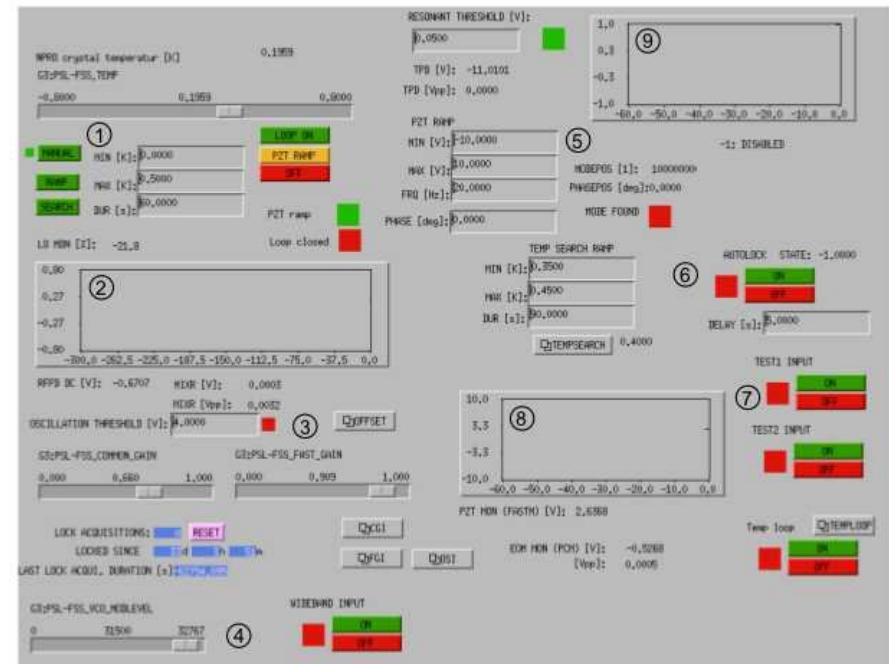 RESONANT THRESHOLD [V]:
0.0500
TPD [V]: -11.0101
TPD [Vpp]: 0.0000
⑨
1.0
0.3
-0.3
-1.0
-60.0 -50.0 -40.0 -30.0 -20.0 -10.0 0.0
-1: DISABLED
NPRO crystal temperatur [K] 0.1959
G3:PSL-FSS_TEMP
-0.8000 0.1959 0.8000
①
MANUAL
RAMP
SEARCH
MIN [K]: 0.0000
MAX [K]: 0.5000
DUR [s]: 60.0000
LOOP ON
PZT RAMP
OFF
PZT ramp
Loop closed
PZT RAMP
⑤
MIN [V]: -10.0000
MAX [V]: 10.0000
FRQ [Hz]: 20.0000
PHASE [deg]: 0.0000
MODEPOS [1]: 10000000
PHASEPOS [deg]:0.0000
MODE FOUND
LO MON [%]: -21.8
②
0.80
0.27
-0.27
-0.80
-300.0 -262.5 -225.0 -187.5 -150.0 -112.5 -75.0 -37.5 0.0
TEMP SEARCH RAMP
MIN [K]: 0.3500
MAX [K]: 0.4500
DUR [s]: 90.0000
TEMPSEARCH 0.4000
⑥
AUTOLOCK STATE: -1.0000
ON
OFF
DELAY [s]: 5.0000
RFPD DC [V]: -0.6707
MIXR [V]: 0.0003
MIXR [Vpp]: 0.0032
OSCILLATION THRESHOLD [V]: 4.0000
③
OFFSET
G3:PSL-FSS_COMMON_GAIN
0.000 0.660 1.000
G3:PSL-FSS_FAST_GAIN
0.000 0.909 1.000
⑧
10.0
3.3
-3.3
-10.0
-60.0 -50.0 -40.0 -30.0 -20.0 -10.0 0.0
PZT MON (FASTM) [V]: 2.6368
EOM MON (PCM) [V]: -0.5268
[Vpp]: 0.0005
TEST1 INPUT
⑦
ON
OFF
TEST2 INPUT
ON
OFF
Temp loop
TEMPLOOP
ON
OFF
LOCK ACQUISITIONS:
RESET
LOCKED SINCE d h m
LAST LOCK ACQUI. DURATION [s]:
CGI
FGI
OSI
G3:PSL-FSS_VCO_MODLEVEL
0 31500 32767
④
WIDEBAND INPUT
ON
OFF